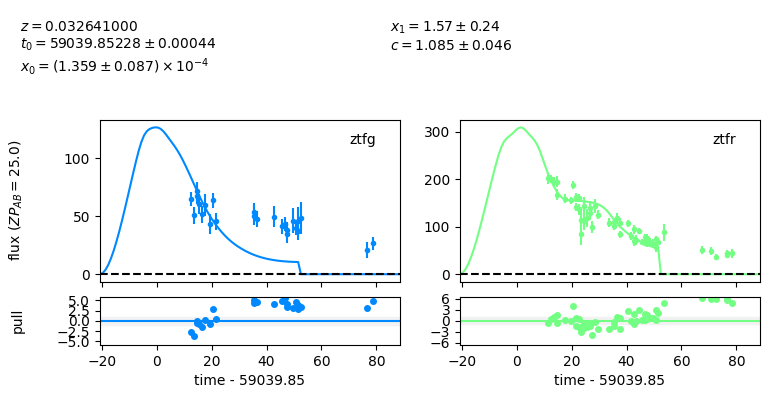 z = 0.032641000
t₀ = 59039.85228 ± 0.00044
x₀ = (1.359 ± 0.087) × 10⁻⁴
x₁ = 1.57 ± 0.24
c = 1.085 ± 0.046
flux (ZP_AB = 25.0)
ztfg
100
50
0
ztfr
300
200
100
0
pull
5.0
2.5
0.0
−2.5
−5.0
6
3
0
−3
−6
−20 0 20 40 60 80
time - 59039.85
−20 0 20 40 60 80
time - 59039.85